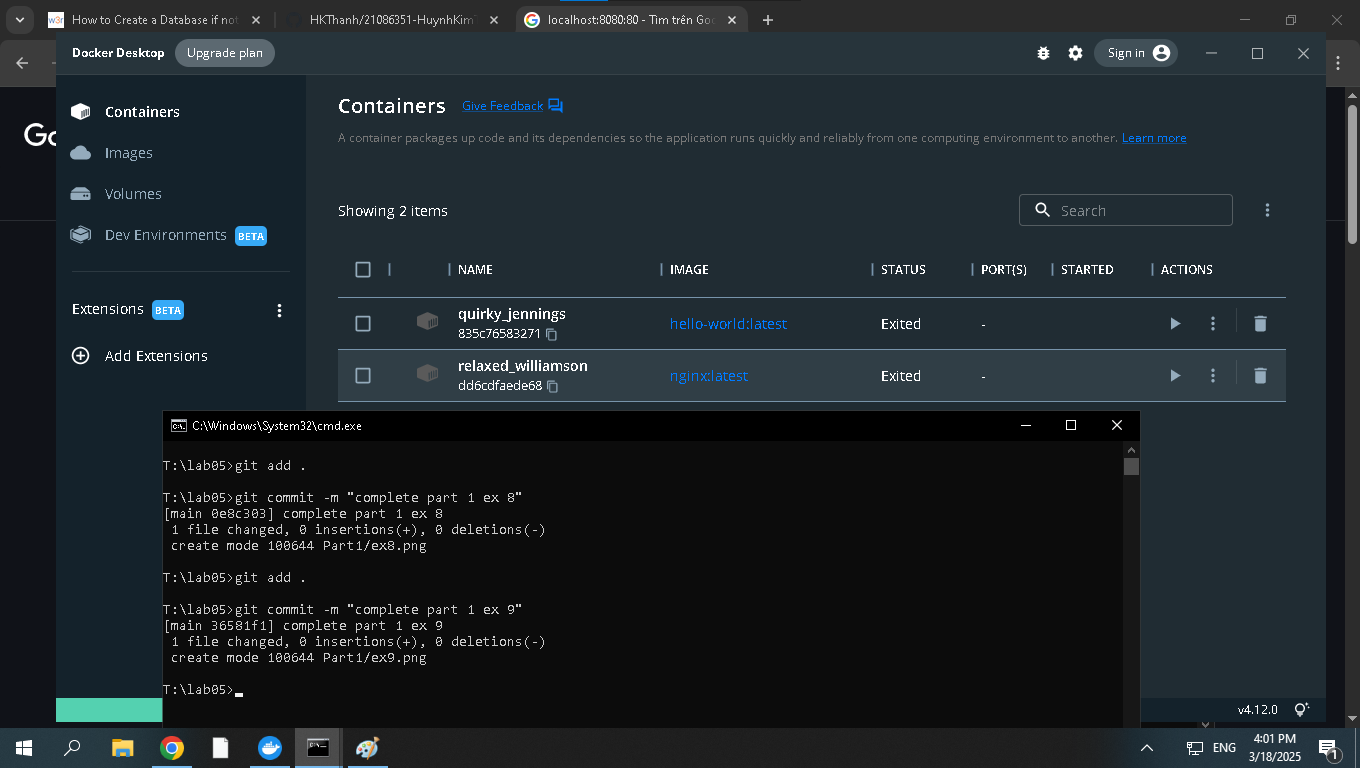 How to Create a Database if not
HKThanh/21086351-HuynhKim
localhost:8080:80 - Tìm trên Goo
Docker Desktop
Upgrade plan
Sign in
Containers
Images
Volumes
Dev Environments BETA
Extensions BETA
Add Extensions
Containers
Give Feedback
A container packages up code and its dependencies so the application runs quickly and reliably from one computing environment to another. Learn more
Showing 2 items
Search
NAME IMAGE STATUS PORT(S) STARTED ACTIONS
quirky_jennings
835c76583271
hello-world:latest Exited -
relaxed_williamson
dd6cdfaede68
nginx:latest Exited -
C:\Windows\System32\cmd.exe
T:\lab05>git add .
T:\lab05>git commit -m "complete part 1 ex 8"
[main 0e8c303] complete part 1 ex 8
1 file changed, 0 insertions(+), 0 deletions(-)
create mode 100644 Part1/ex8.png
T:\lab05>git add .
T:\lab05>git commit -m "complete part 1 ex 9"
[main 36581f1] complete part 1 ex 9
1 file changed, 0 insertions(+), 0 deletions(-)
create mode 100644 Part1/ex9.png
T:\lab05>
v4.12.0
ENG
4:01 PM
3/18/2025
1